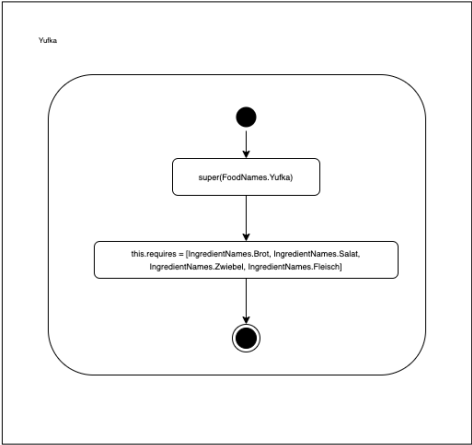 Yufka
super(FoodNames.Yufka)
this.requires = [IngredientNames.Brot, IngredientNames.Salat,
IngredientNames.Zwiebel, IngredientNames.Fleisch]